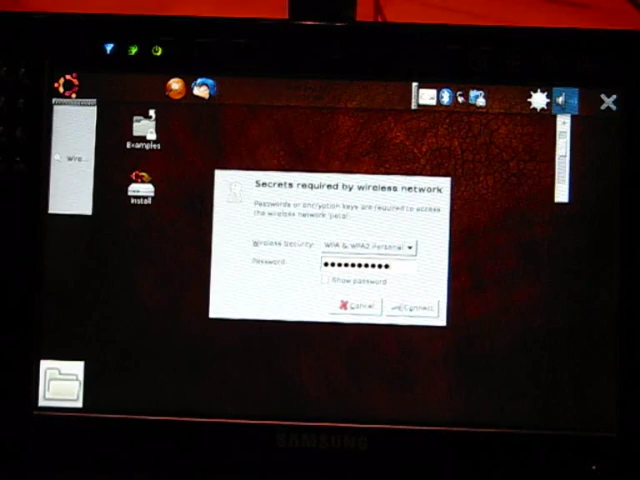 Examples
Install
Wire...
Secrets required by wireless network
Passwords or encryption keys are required to access
the wireless network
Wireless Security: WPA & WPA2 Personal
Password:
Show password
Cancel
Connect
SAMSUNG